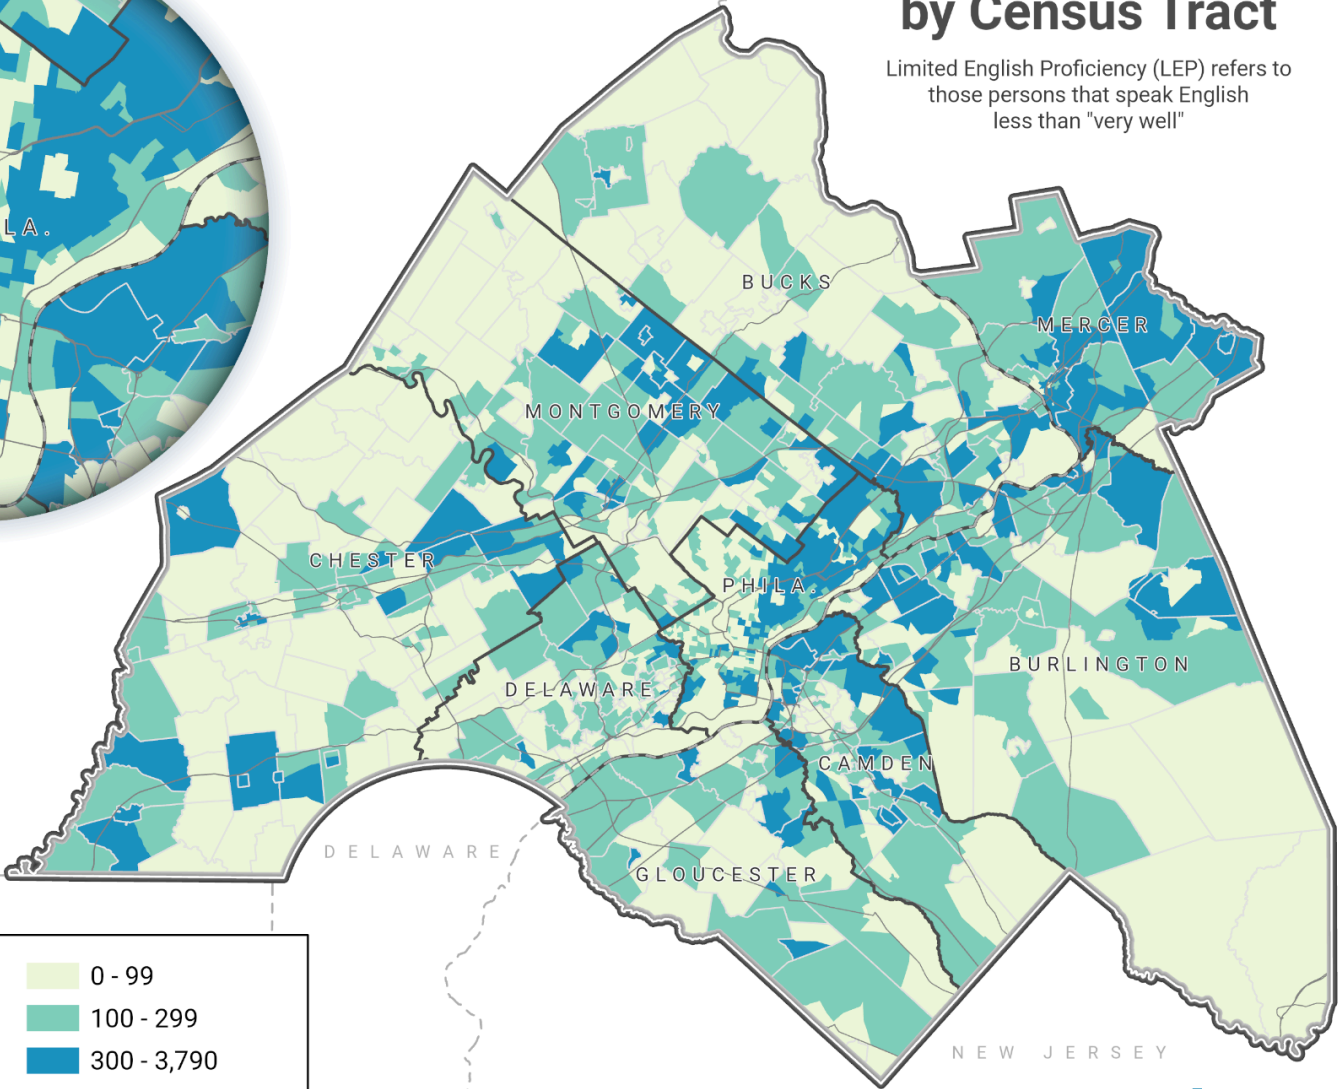 by Census Tract
Limited English Proficiency (LEP) refers to
those persons that speak English
less than "very well"
LA.
BUCKS
MERCER
MONTGOMERY
CHESTER
PHILA.
BURLINGTON
DELAWARE
CAMDEN
DELAWARE
GLOUCESTER
0 - 99
100 - 299
300 - 3,790
NEW JERSEY